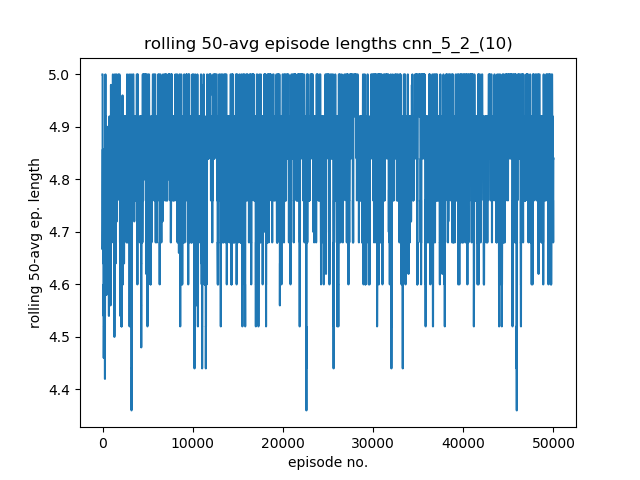 rolling 50-avg episode lengths cnn_5_2_(10)
rolling 50-avg ep. length
5.0
4.9
4.8
4.7
4.6
4.5
4.4
0 10000 20000 30000 40000 50000
episode no.